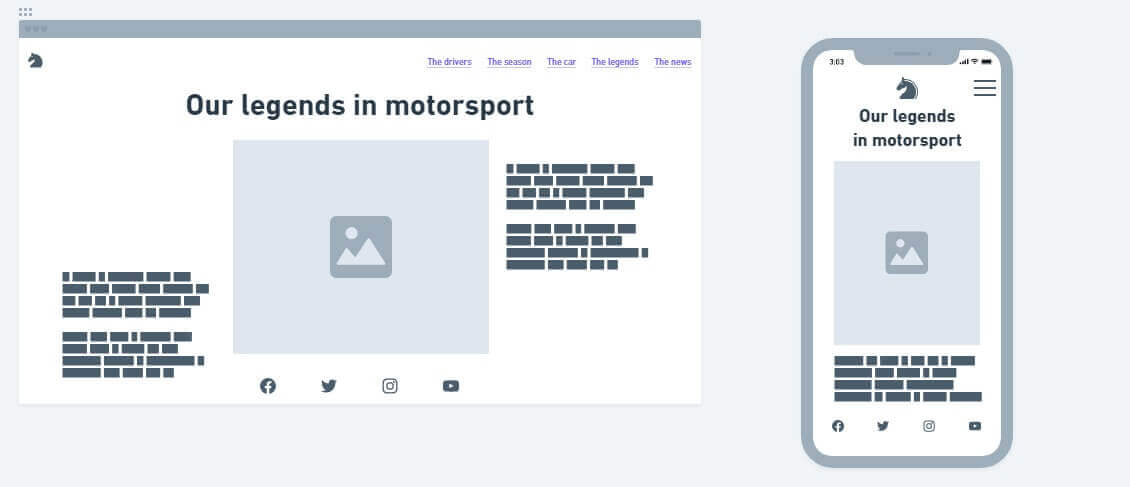 The drivers The season The car The legends The news
Our legends in motorsport
3:03
Our legends
in motorsport